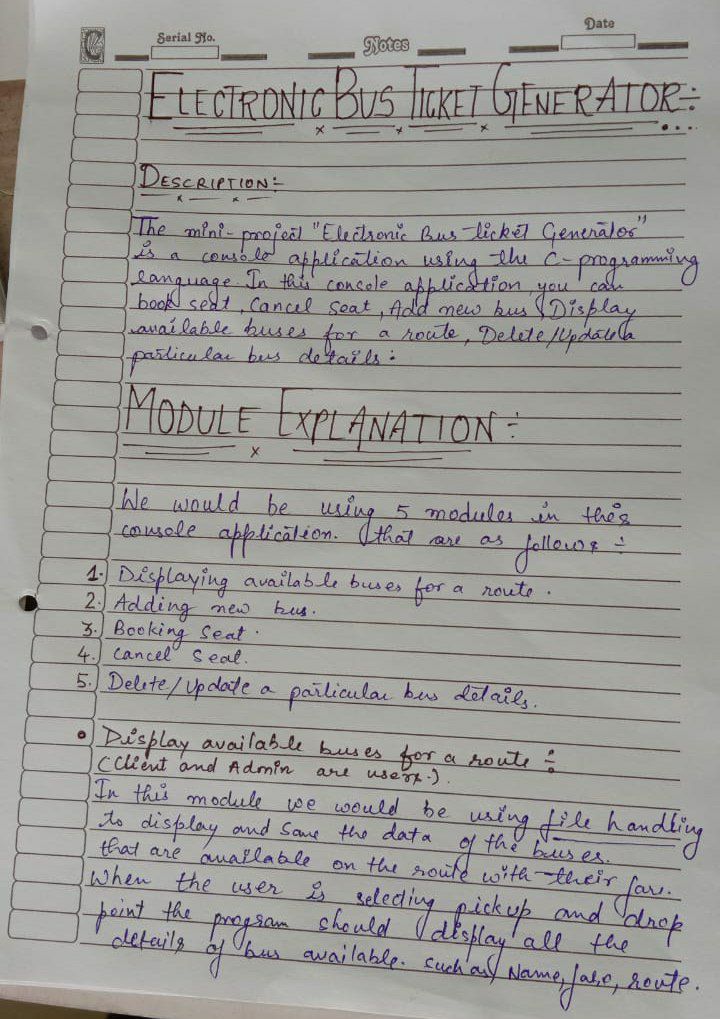 Serial No.
Notes
Date
ELECTRONIC BUS TICKET GENERATOR:-
DESCRIPTION:-
The mini-project "Electronic Bus ticket Generator"
is a console application using the C-programming
language. In this console application, you can
book seat, Cancel Seat, Add new bus, Display
available buses for a route, Delete/Update a
particular bus details:
MODULE EXPLANATION:-
We would be using 5 modules in this
console application. that are as follows :-
1. Displaying available buses for a route.
2. Adding new bus.
3. Booking Seat.
4. Cancel Seat.
5. Delete/Update a particular bus details.
• Display available buses for a route :-
(Client and Admin are users.).
In this module we would be using file handling
to display and Save the data of the buses.
that are available on the route with their fare.
When the user is selecting pickup and drop
point the program should display all the
details of bus available. such as, Name, fare, route.